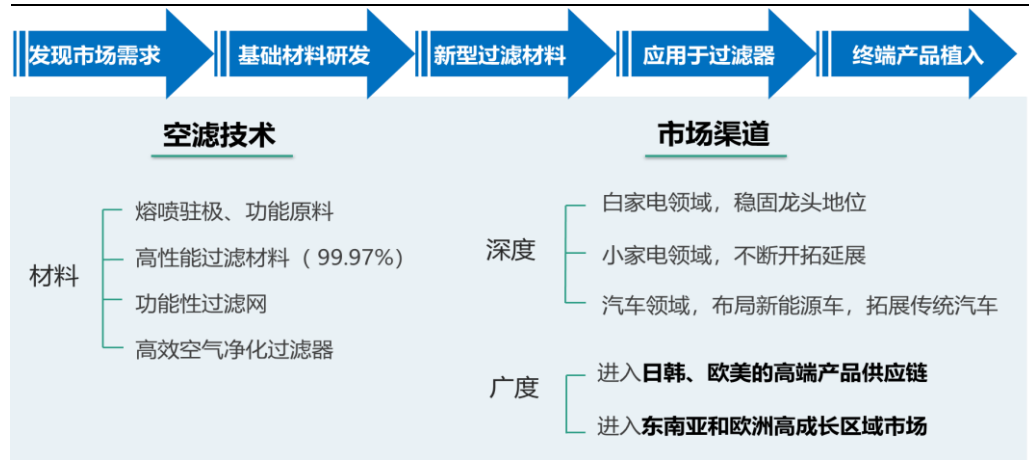 发现市场需求
基础材料研发
新型过滤材料
应用于过滤器
终端产品植入
空滤技术
材料
熔喷驻极、功能原料
高性能过滤材料（99.97%）
功能性过滤网
高效空气净化过滤器
市场渠道
深度
白家电领域，稳固龙头地位
小家电领域，不断开拓延展
汽车领域，布局新能源车，拓展传统汽车
广度
进入日韩、欧美的高端产品供应链
进入东南亚和欧洲高成长区域市场